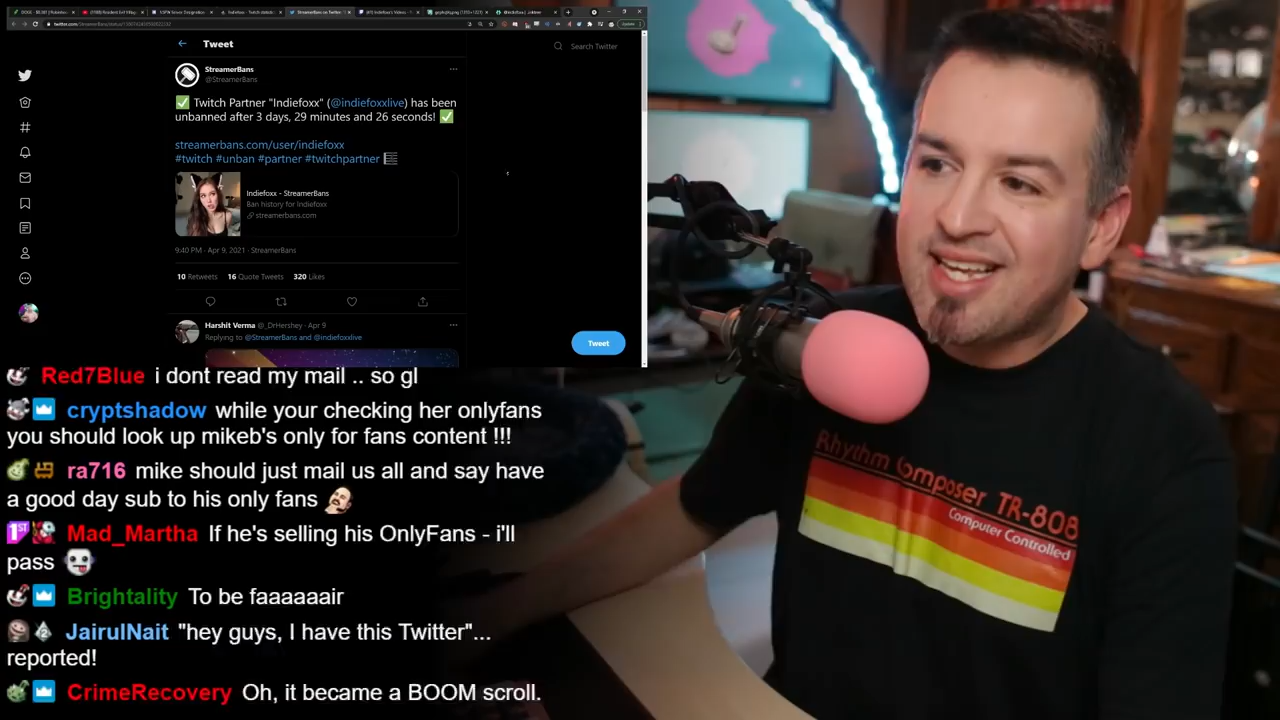 Tweet
Search Twitter
StreamerBans
@StreamerBans
✅ Twitch Partner "Indiefoxx" (@indiefoxxlive) has been
unbanned after 3 days, 29 minutes and 26 seconds! ✅
streamerbans.com/user/indiefoxx
#twitch #unban #partner #twitchpartner
Indiefoxx - StreamerBans
Ban history for Indiefoxx
streamerbans.com
9:40 PM · Apr 9, 2021 · StreamerBans
10 Retweets 16 Quote Tweets 320 Likes
Harshit Verma @_DrHershey · Apr 9
Replying to @StreamerBans and @indiefoxxlive
Tweet
Red7Blue i dont read my mail .. so gl
cryptshadow while your checking her onlyfans
you should look up mikeb's only for fans content !!!
ra716 mike should just mail us all and say have
a good day sub to his only fans
1ST Mad_Martha If he's selling his OnlyFans - i'll
pass
Brightality To be faaaaaair
JairulNait "hey guys, I have this Twitter"...
reported!
CrimeRecovery Oh, it became a BOOM scroll.
Rhythm Composer TR-808
Computer Controlled